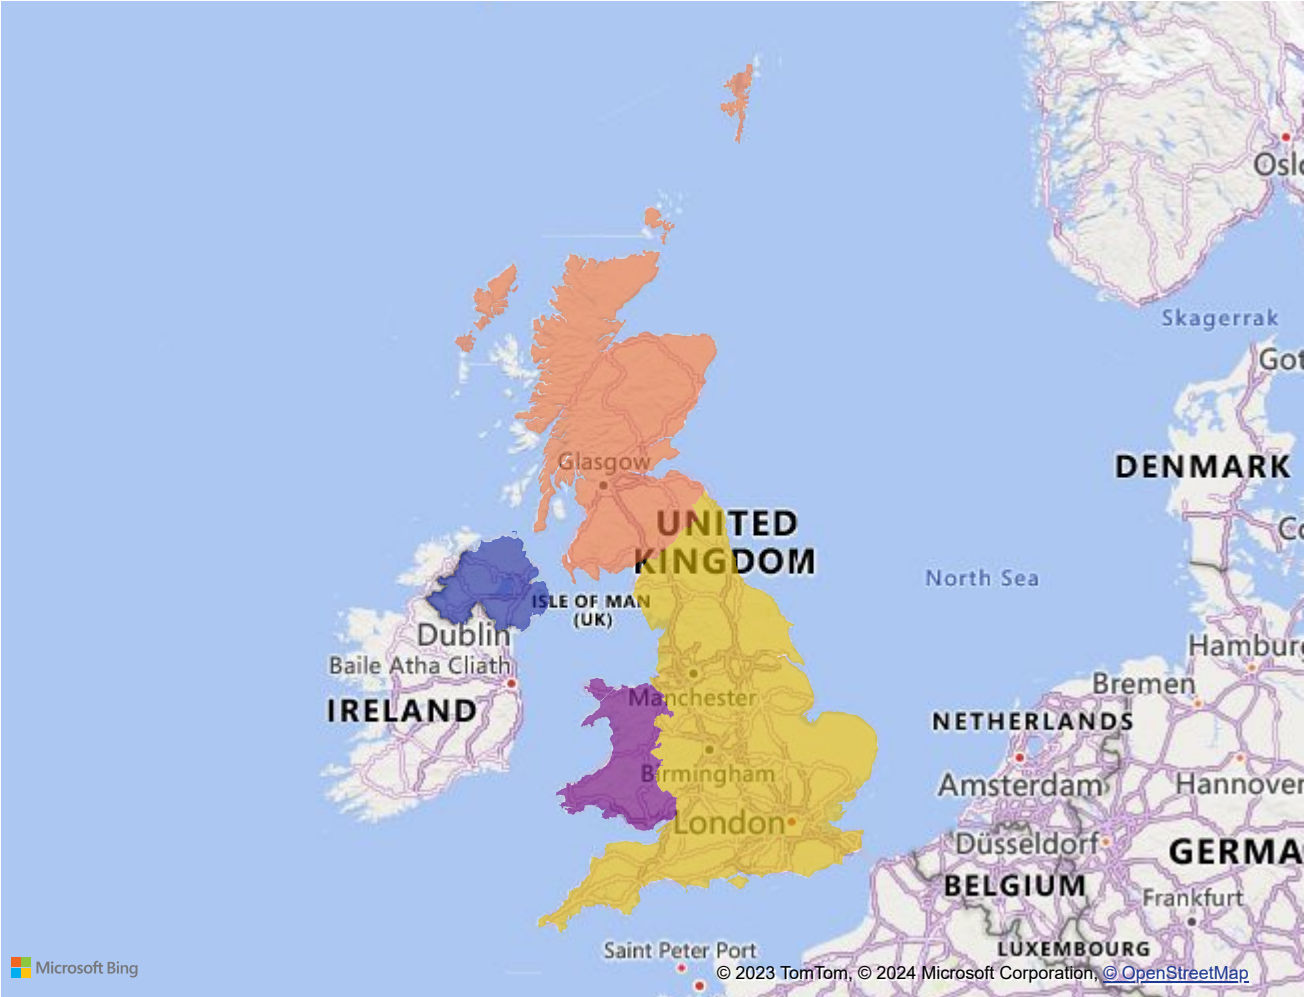 Oslo
Skagerrak
Got
Glasgow
DENMARK
UNITED
KINGDOM
Co
North Sea
ISLE OF MAN
(UK)
Dublin
Baile Atha Cliath
Hamburg
Manchester
Bremen
IRELAND
NETHERLANDS
Birmingham
Amsterdam
Hannover
London
Düsseldorf
GERMA
BELGIUM
Frankfurt
Saint Peter Port
LUXEMBOURG
Microsoft Bing
© 2023 TomTom, © 2024 Microsoft Corporation, © OpenStreetMap